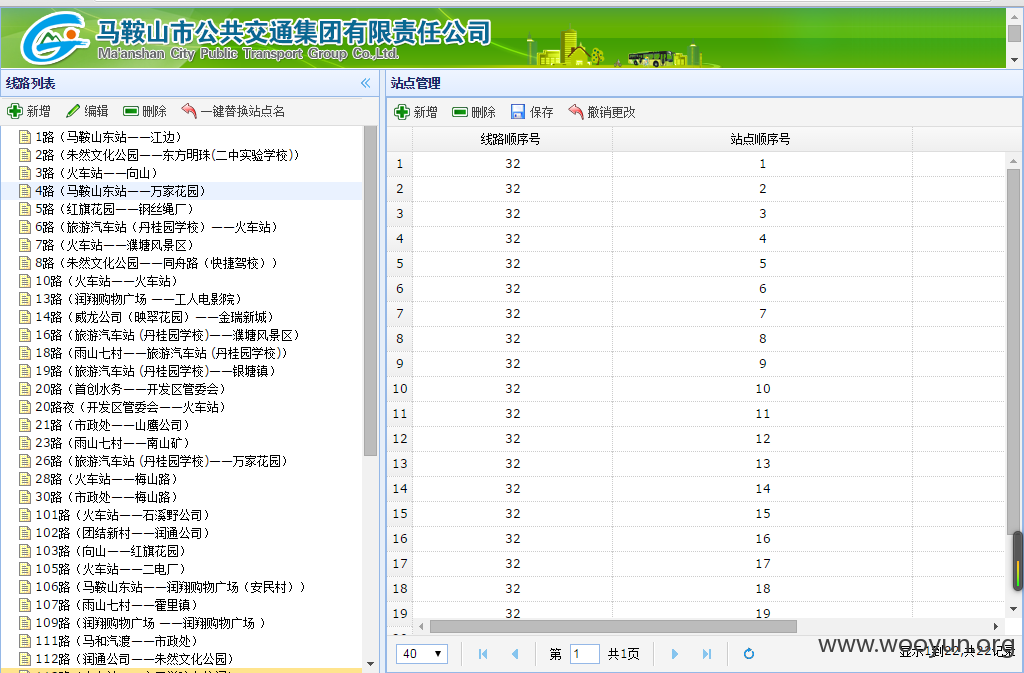 马鞍山市公共交通集团有限责任公司
Ma'anshan City Public Transport Group Co.,Ltd.
线路列表
新增 编辑 删除 一键替换站点名
1路（马鞍山东站——江边）
2路（朱然文化公园——东方明珠(二中实验学校)）
3路（火车站——向山）
4路（马鞍山东站——万家花园）
5路（红旗花园——钢丝绳厂）
6路（旅游汽车站（丹桂园学校）——火车站）
7路（火车站——濮塘风景区）
8路（朱然文化公园——同舟路（快捷驾校））
10路（火车站——火车站）
13路（润翔购物广场 ——工人电影院）
14路（威龙公司（映翠花园）——金瑞新城）
16路（旅游汽车站 (丹桂园学校)——濮塘风景区）
18路（雨山七村——旅游汽车站 (丹桂园学校)）
19路（旅游汽车站 (丹桂园学校)——银塘镇）
20路（首创水务——开发区管委会）
20路夜（开发区管委会——火车站）
21路（市政处——山鹰公司）
23路（雨山七村——南山矿）
26路（旅游汽车站 (丹桂园学校)——万家花园）
28路（火车站——梅山路）
30路（市政处——梅山路）
101路（火车站——石溪野公司）
102路（团结新村——润通公司）
103路（向山——红旗花园）
105路（火车站——二电厂）
106路（马鞍山东站——润翔购物广场（安民村））
107路（雨山七村——霍里镇）
109路（润翔购物广场 ——润翔购物广场 ）
111路（马和汽渡——市政处）
112路（润通公司——朱然文化公园）
站点管理
新增 删除 保存 撤销更改
线路顺序号 站点顺序号
1 32 1
2 32 2
3 32 3
4 32 4
5 32 5
6 32 6
7 32 7
8 32 8
9 32 9
10 32 10
11 32 11
12 32 12
13 32 13
14 32 14
15 32 15
16 32 16
17 32 17
18 32 18
19 32 19
40 第 1 共1页 显示1到22,共22记录
www.wooyun.org